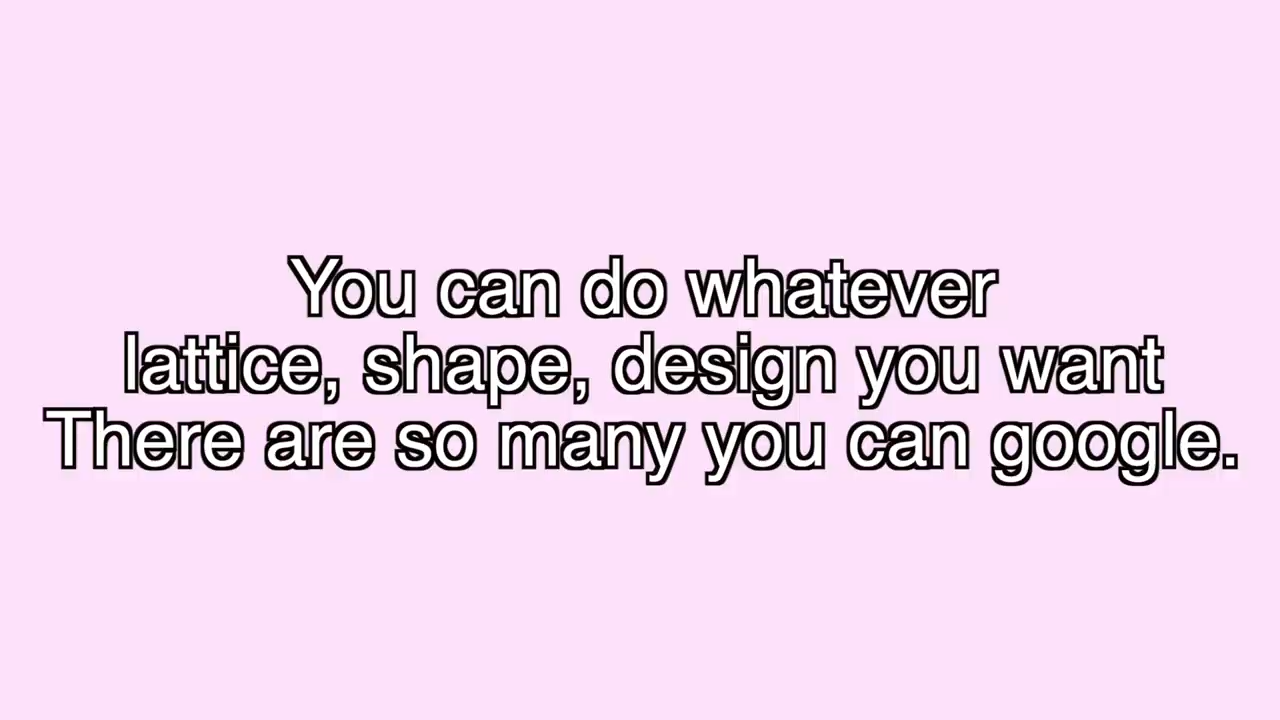 You can do whatever
lattice, shape, design you want
There are so many you can google.